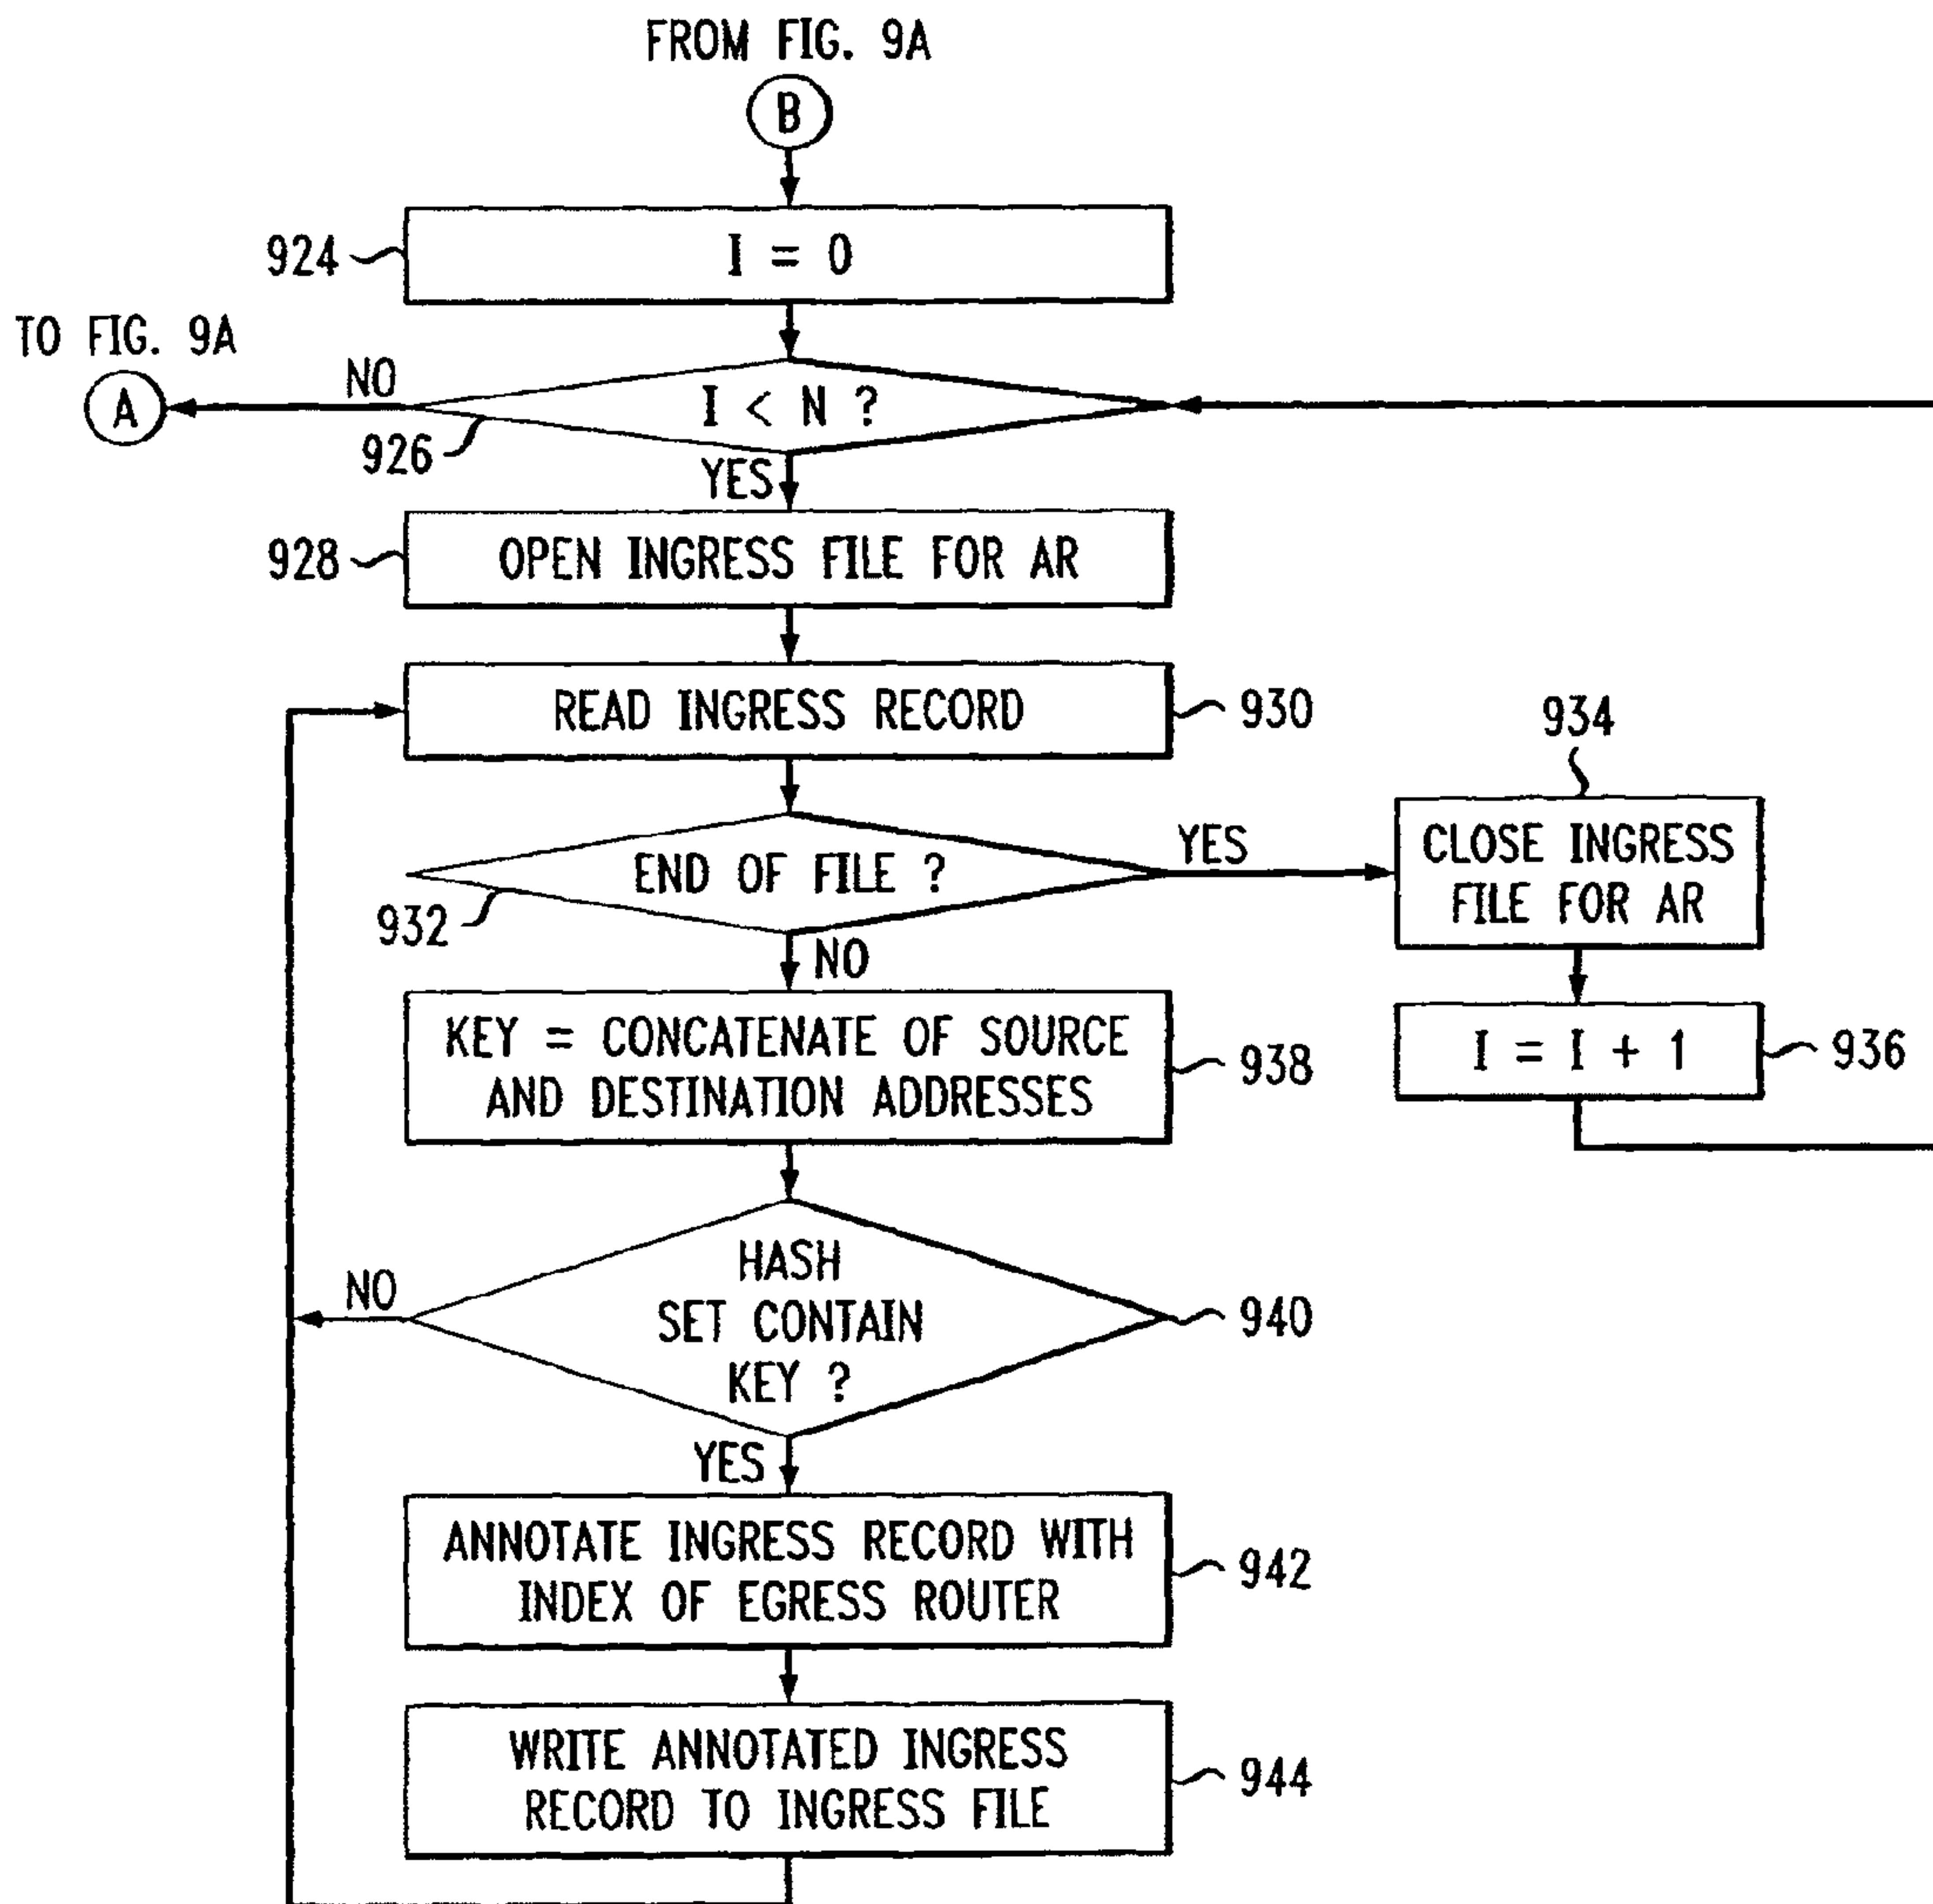 FROM FIG. 9A
B
924
I = 0
TO FIG. 9A
A
NO
I < N ?
926
YES
928
OPEN INGRESS FILE FOR AR
READ INGRESS RECORD
930
END OF FILE ?
932
YES
934
CLOSE INGRESS
FILE FOR AR
I = I + 1
936
NO
KEY = CONCATENATE OF SOURCE
AND DESTINATION ADDRESSES
938
HASH
SET CONTAIN
KEY ?
940
NO
YES
ANNOTATE INGRESS RECORD WITH
INDEX OF EGRESS ROUTER
942
WRITE ANNOTATED INGRESS
RECORD TO INGRESS FILE
944